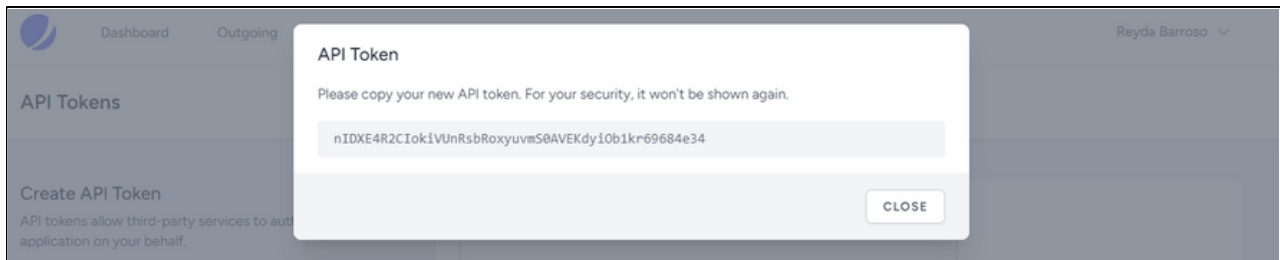 Dashboard Outgoing Reyda Barroso
API Token
Please copy your new API token. For your security, it won't be shown again.
API Tokens
nIDXE4R2CIokiVUnRsbRoxyuvmS0AVEKdyiOb1kr69684e34
Create API Token
CLOSE
API tokens allow third-party services to
application on your behalf.